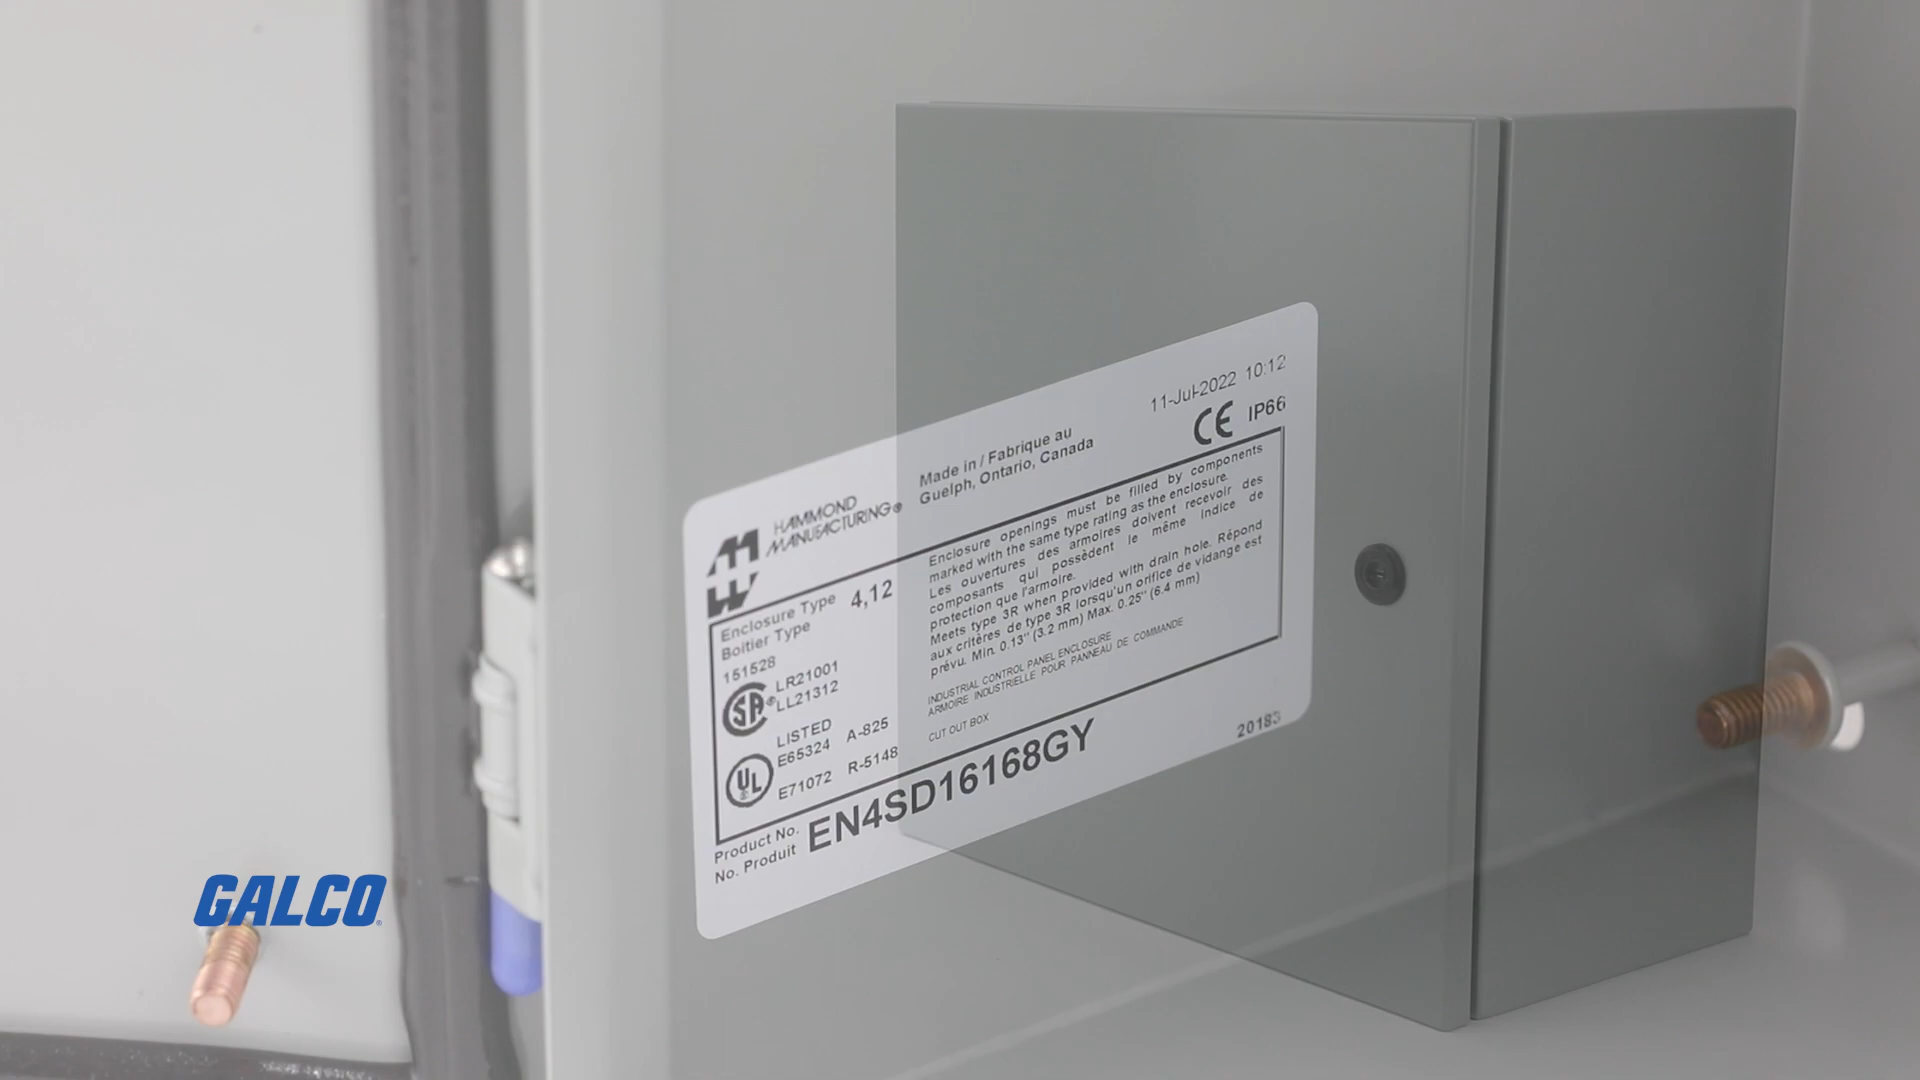 11-Jul-2022 10:12
CE IP66
HAMMOND
MANUFACTURING®
Made in / Fabrique au
Guelph, Ontario, Canada
Enclosure Type 4,12
Boitier Type
151528
SA® LR21001
LL21312
LISTED
E65324 A-825
UL
E71072 R-5148
Enclosure openings must be filled by components
marked with the same type rating as the enclosure.
Les ouvertures des armoires doivent recevoir des
composants qui possèdent le même indice de
protection que l'armoire.
Meets type 3R when provided with drain hole. Répond
aux critères de type 3R lorsqu'un orifice de vidange est
prévu. Min. 0.13" (3.2 mm) Max. 0.25" (6.4 mm)
INDUSTRIAL CONTROL PANEL ENCLOSURE
ARMOIRE INDUSTRIELLE POUR PANNEAU DE COMMANDE
CUT OUT BOX
20183
Product No. EN4SD16168GY
No. Produit
GALCO®